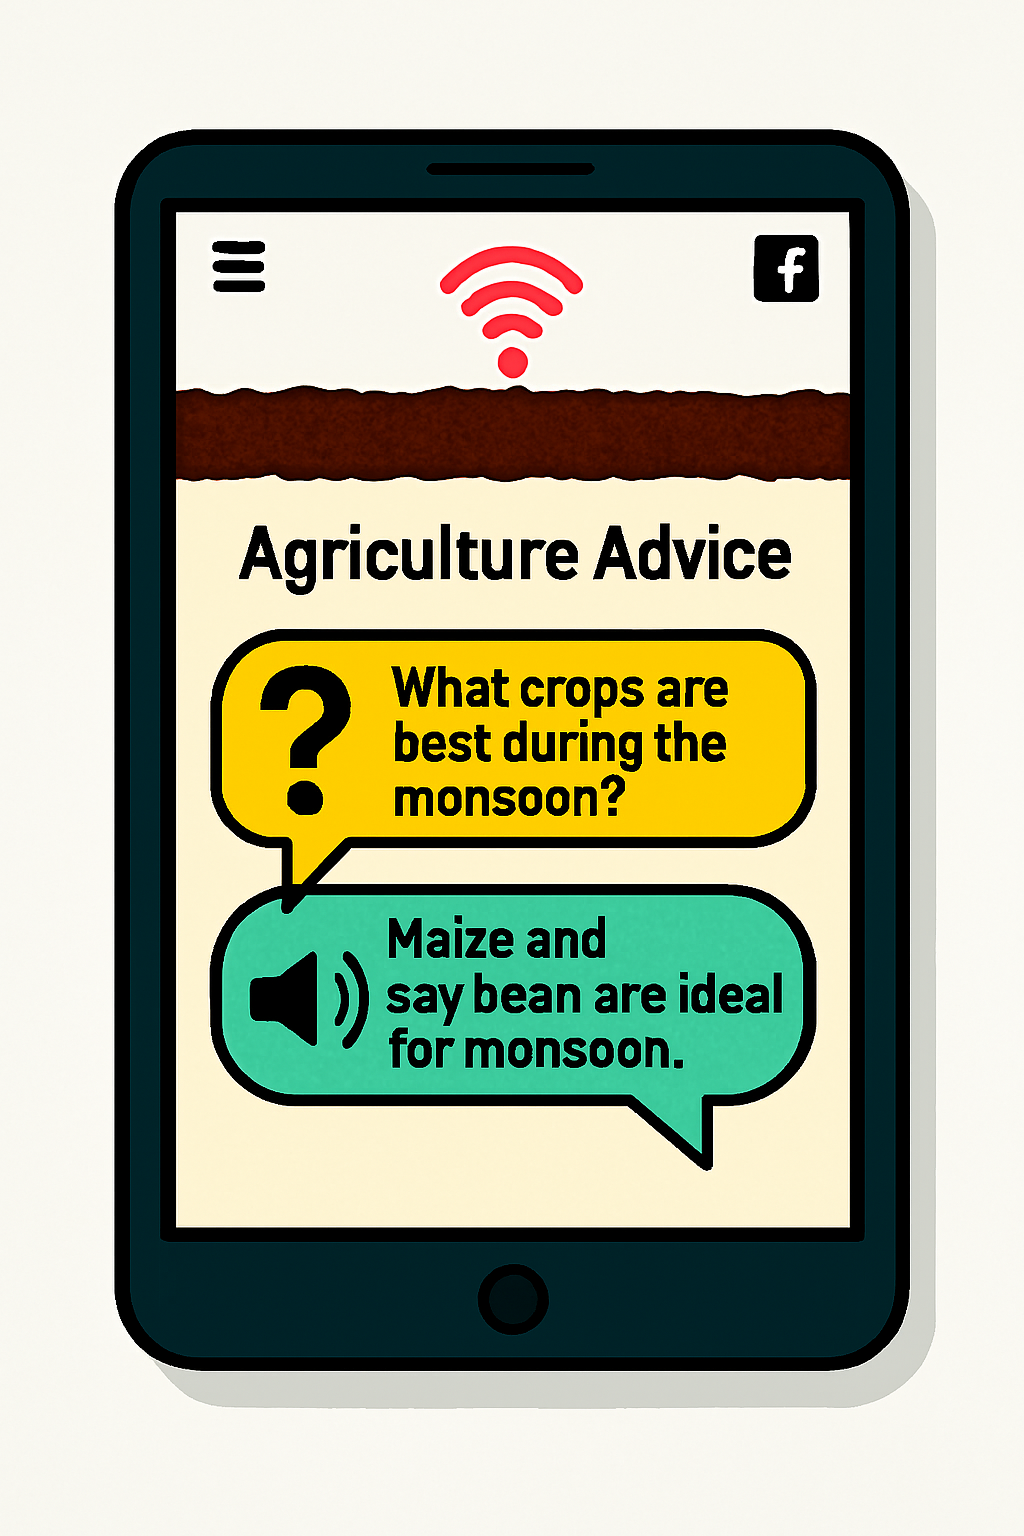 f
Agriculture Advice
?
What crops are
best during the
monsoon?
Maize and
say bean are ideal
for monsoon.